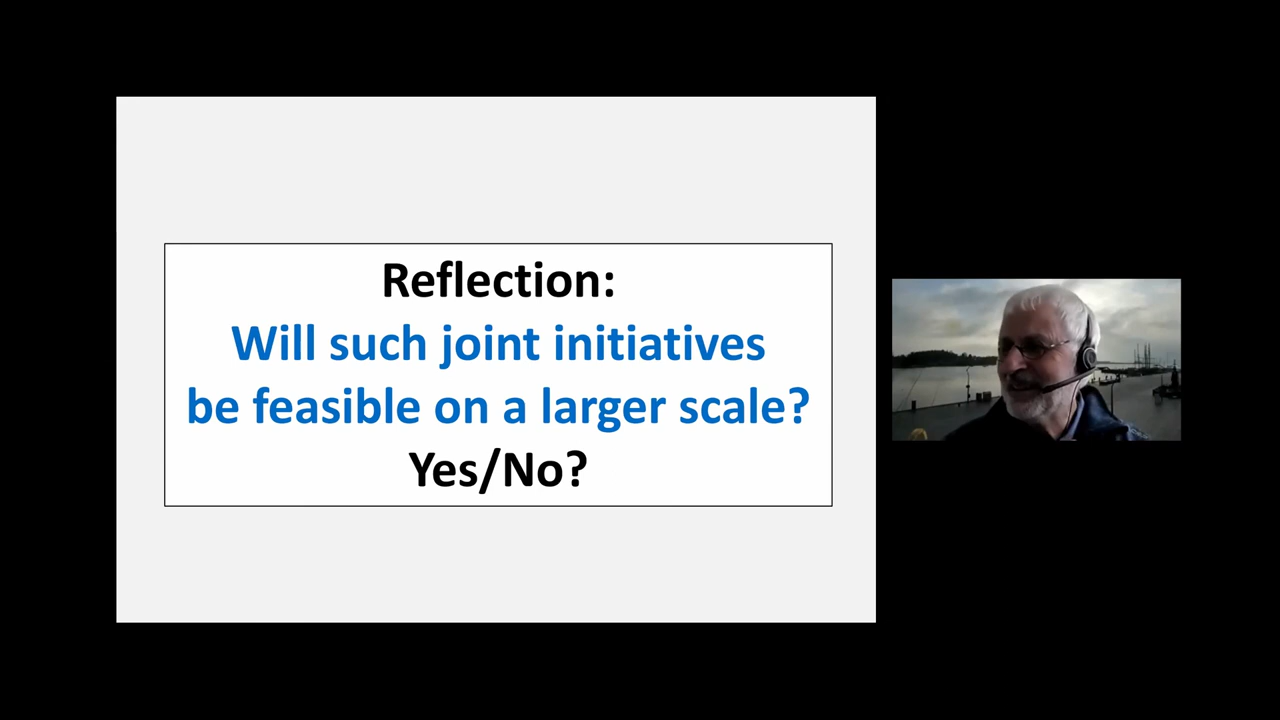 Reflection:
Will such joint initiatives
be feasible on a larger scale?
Yes/No?